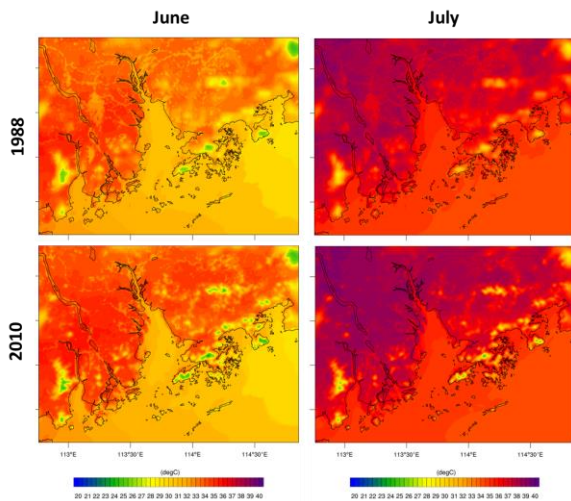 June July
1988
2010
113°E 113°30'E 114°E 114°30'E 113°E 113°30'E 114°E 114°30'E
(degC) (degC)
20 21 22 23 24 25 26 27 28 29 30 31 32 33 34 35 36 37 38 39 40 20 21 22 23 24 25 26 27 28 29 30 31 32 33 34 35 36 37 38 39 40